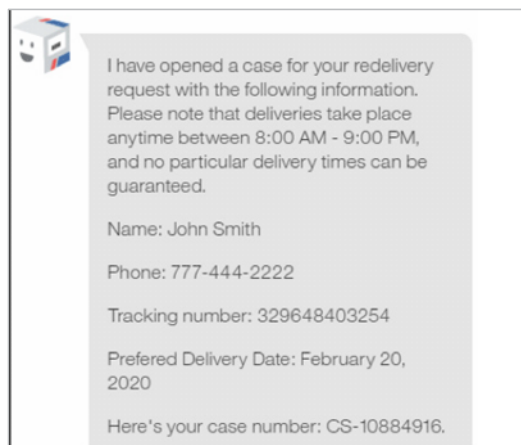 I have opened a case for your redelivery
request with the following information.
Please note that deliveries take place
anytime between 8:00 AM - 9:00 PM,
and no particular delivery times can be
guaranteed.
Name: John Smith
Phone: 777-444-2222
Tracking number: 329648403254
Prefered Delivery Date: February 20,
2020
Here's your case number: CS-10884916.